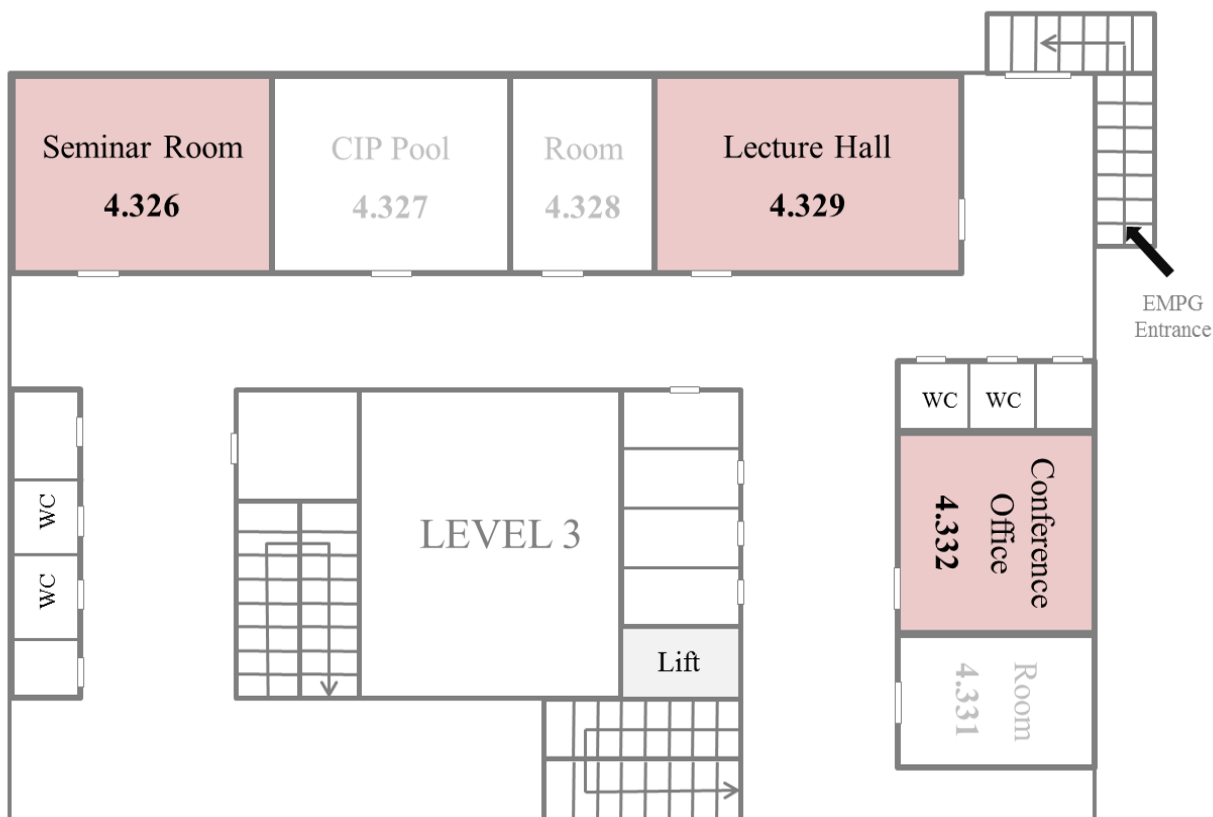 Seminar Room
4.326
CIP Pool
4.327
Room
4.328
Lecture Hall
4.329
EMPG
Entrance
WC
WC
Conference
Office
4.332
WC
WC
LEVEL 3
Lift
Room
4.331